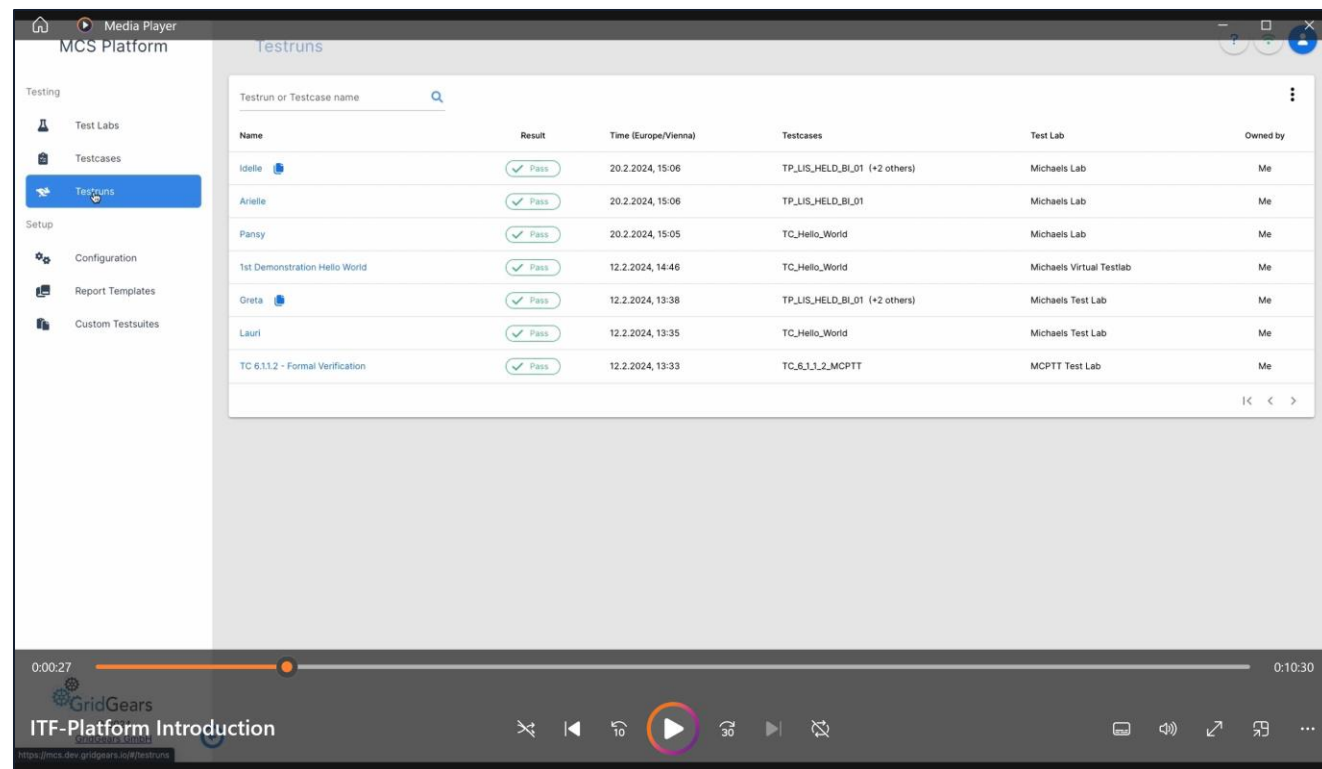 Media Player
MCS Platform
Testruns
?
Testing
Test Labs
Testcases
Testruns
Setup
Configuration
Report Templates
Custom Testsuites
Testrun or Testcase name
Name Result Time (Europe/Vienna) Testcases Test Lab Owned by
Idelle Pass 20.2.2024, 15:06 TP_LIS_HELD_BI_01 (+2 others) Michaels Lab Me
Arielle Pass 20.2.2024, 15:06 TP_LIS_HELD_BI_01 Michaels Lab Me
Pansy Pass 20.2.2024, 15:05 TC_Hello_World Michaels Lab Me
1st Demonstration Hello World Pass 12.2.2024, 14:46 TC_Hello_World Michaels Virtual Testlab Me
Greta Pass 12.2.2024, 13:38 TP_LIS_HELD_BI_01 (+2 others) Michaels Test Lab Me
Lauri Pass 12.2.2024, 13:35 TC_Hello_World Michaels Test Lab Me
TC 6.1.1.2 - Formal Verification Pass 12.2.2024, 13:33 TC_6_1_1_2_MCPTT MCPTT Test Lab Me
0:00:27 0:10:30
GridGears
ITF-Platform Introduction
GridGears GmbH
10 30
https://mcs.dev.gridgears.io/#/testruns